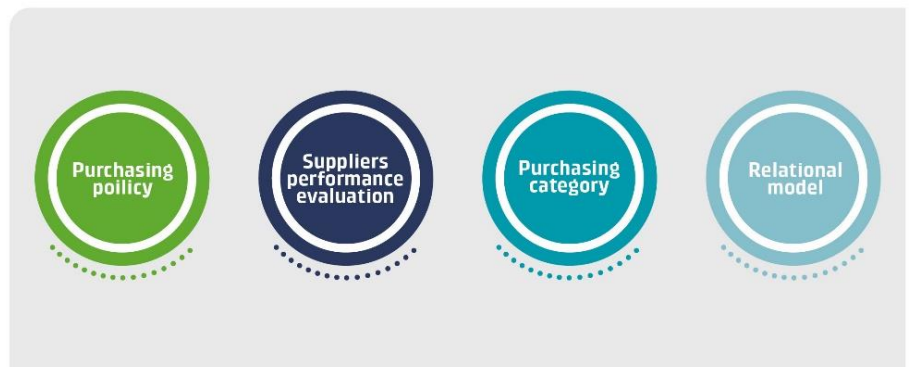 Purchasing
poilicy
Suppliers
performance
evaluation
Purchasing
category
Relational
model